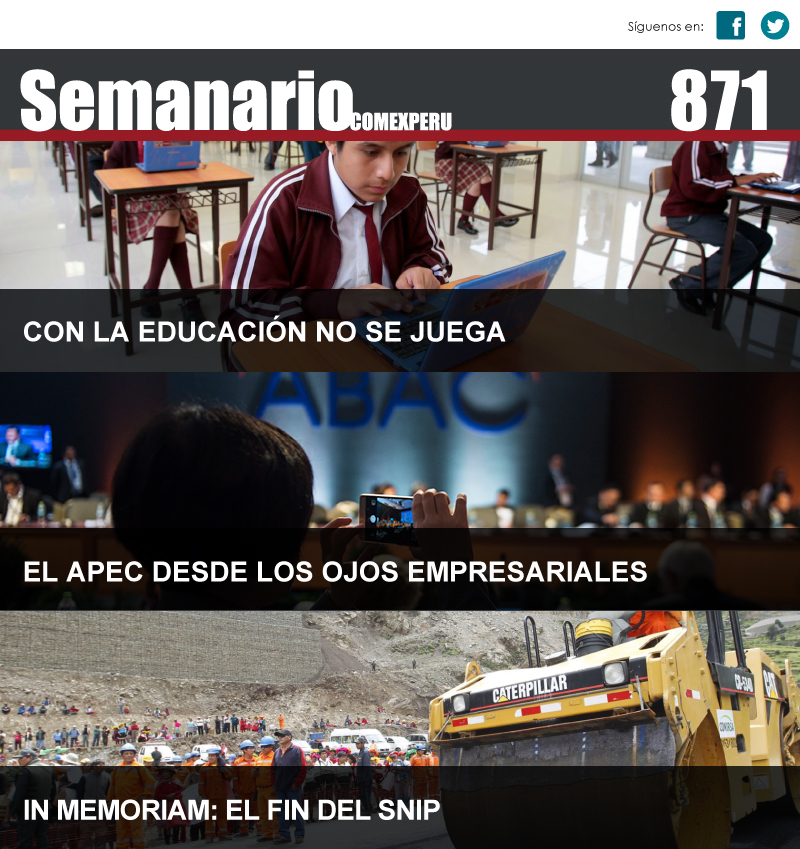 Síguenos en:
Semanario COMEXPERU 871
CON LA EDUCACIÓN NO SE JUEGA
ABAC
EL APEC DESDE LOS OJOS EMPRESARIALES
CATERPILLAR
CAT
IN MEMORIAM: EL FIN DEL SNIP